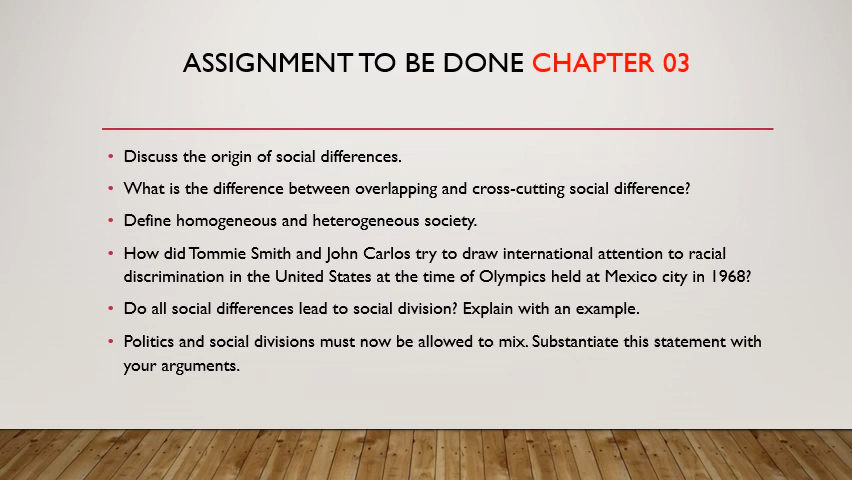 ASSIGNMENT TO BE DONE CHAPTER 03
• Discuss the origin of social differences.
• What is the difference between overlapping and cross-cutting social difference?
• Define homogeneous and heterogeneous society.
• How did Tommie Smith and John Carlos try to draw international attention to racial
discrimination in the United States at the time of Olympics held at Mexico city in 1968?
• Do all social differences lead to social division? Explain with an example.
• Politics and social divisions must now be allowed to mix. Substantiate this statement with
your arguments.